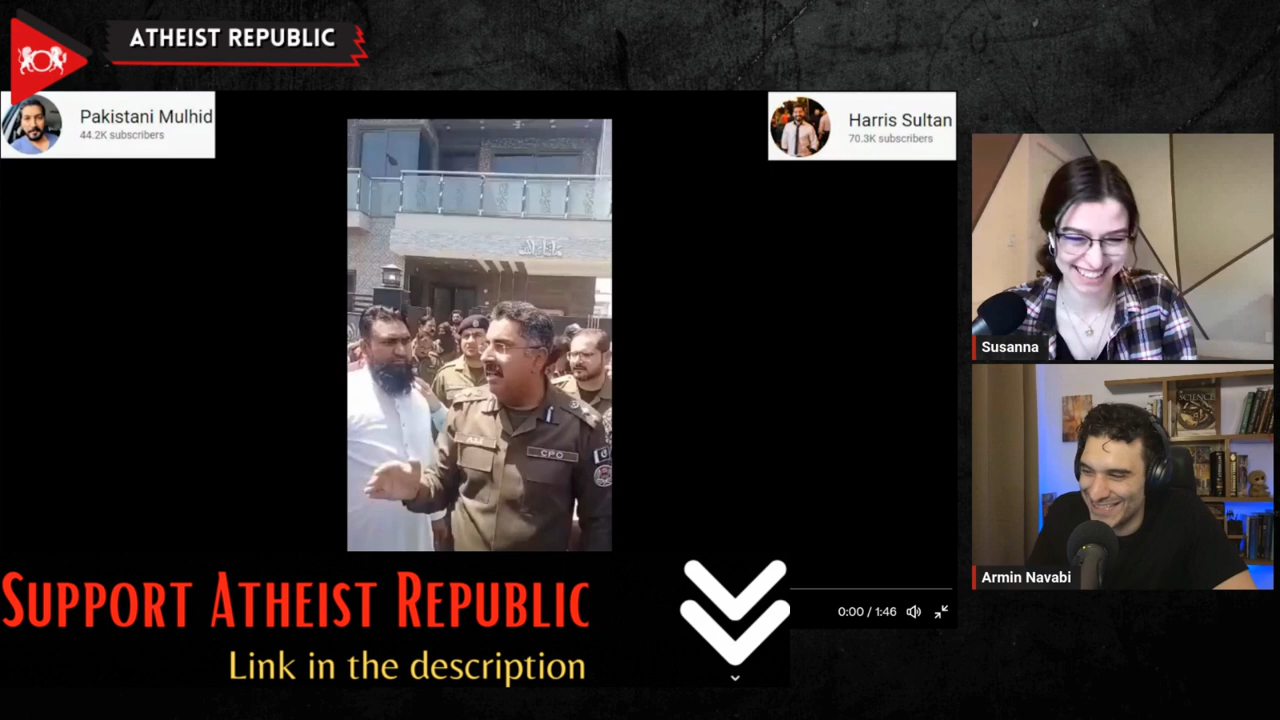 ATHEIST REPUBLIC
Pakistani Mulhid
44.2K subscribers
Harris Sultan
70.3K subscribers
CPO
SCIENCE
Susanna
Armin Navabi
SUPPORT ATHEIST REPUBLIC
Link in the description
0:00 / 1:46